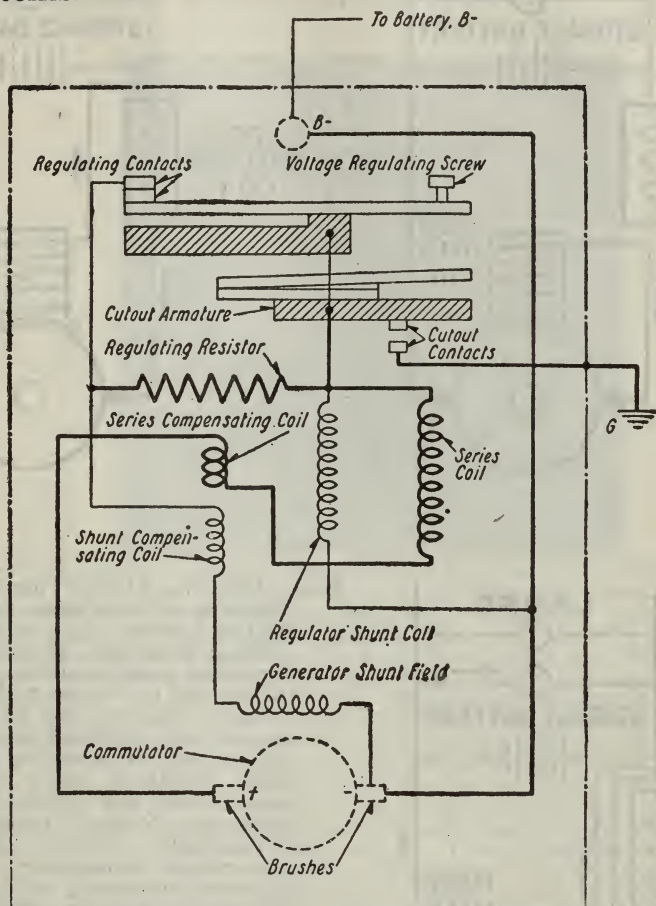 To Battery, B-
B-
Regulating Contacts
Voltage Regulating Screw
Cutout Armature
Cutout
Contacts
Regulating Resistor
Series Compensating Coil
G
Series
Coil
Shunt Compen-
sating Coil
Regulator Shunt Coil
Generator Shunt Field
Commutator
+
-
Brushes